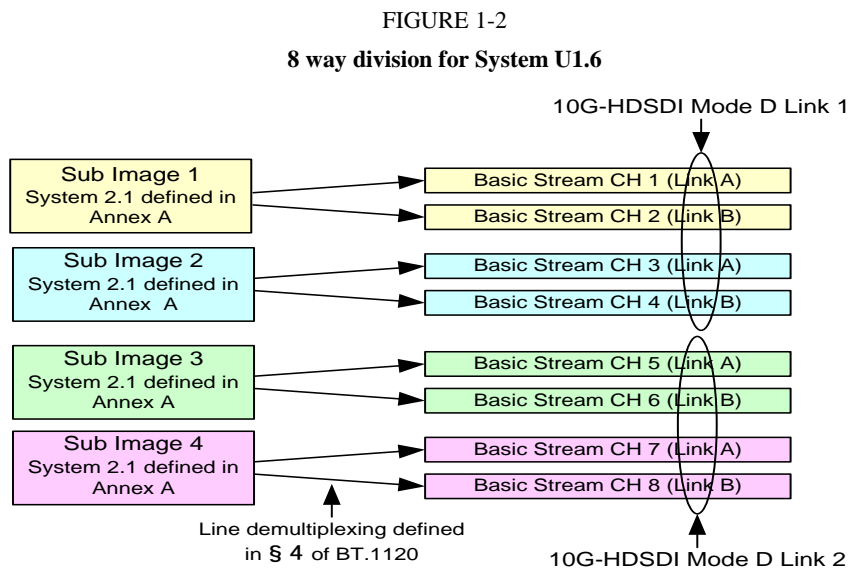 FIGURE 1-2
8 way division for System U1.6
10G-HDSDI Mode D Link 1
Sub Image 1
System 2.1 defined in
Annex A
Basic Stream CH 1 (Link A)
Basic Stream CH 2 (Link B)
Sub Image 2
System 2.1 defined in
Annex A
Basic Stream CH 3 (Link A)
Basic Stream CH 4 (Link B)
Sub Image 3
System 2.1 defined in
Annex A
Basic Stream CH 5 (Link A)
Basic Stream CH 6 (Link B)
Sub Image 4
System 2.1 defined in
Annex A
Basic Stream CH 7 (Link A)
Basic Stream CH 8 (Link B)
Line demultiplexing defined
in § 4 of BT.1120
10G-HDSDI Mode D Link 2